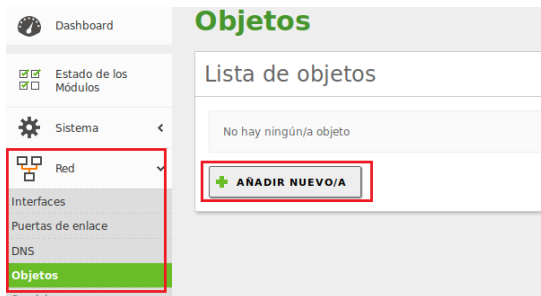 Dashboard
Estado de los
Módulos
Sistema
Red
Interfaces
Puertas de enlace
DNS
Objetos
Objetos
Lista de objetos
No hay ningún/a objeto
AÑADIR NUEVO/A